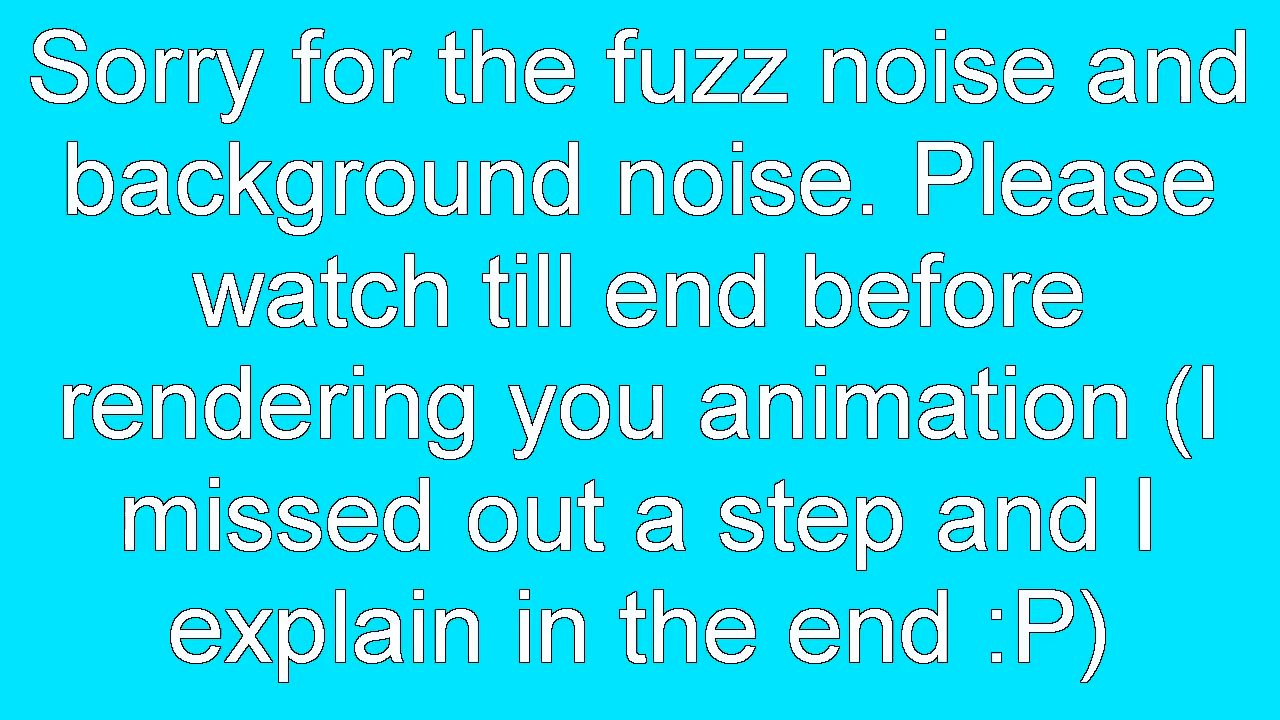 Sorry for the fuzz noise and
background noise. Please
watch till end before
rendering you animation (I
missed out a step and I
explain in the end :P)